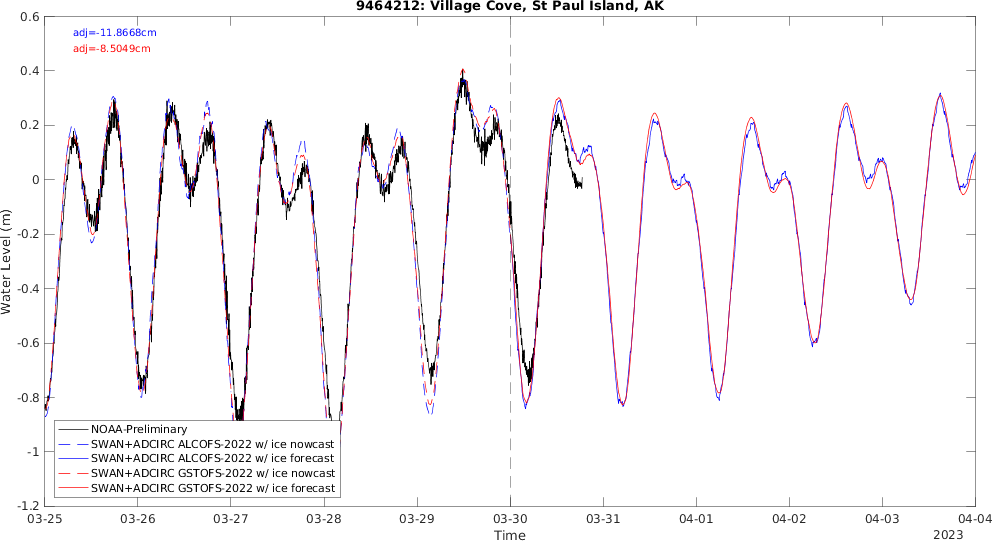 9464212: Village Cove, St Paul Island, AK
adj=-11.8668cm
adj=-8.5049cm
0.6
0.4
0.2
0
-0.2
-0.4
-0.6
-0.8
-1
-1.2
Water Level (m)
NOAA-Preliminary
SWAN+ADCIRC ALCOFS-2022 w/ ice nowcast
SWAN+ADCIRC ALCOFS-2022 w/ ice forecast
SWAN+ADCIRC GSTOFS-2022 w/ ice nowcast
SWAN+ADCIRC GSTOFS-2022 w/ ice forecast
03-25 03-26 03-27 03-28 03-29 03-30 03-31 04-01 04-02 04-03 04-04
Time
2023